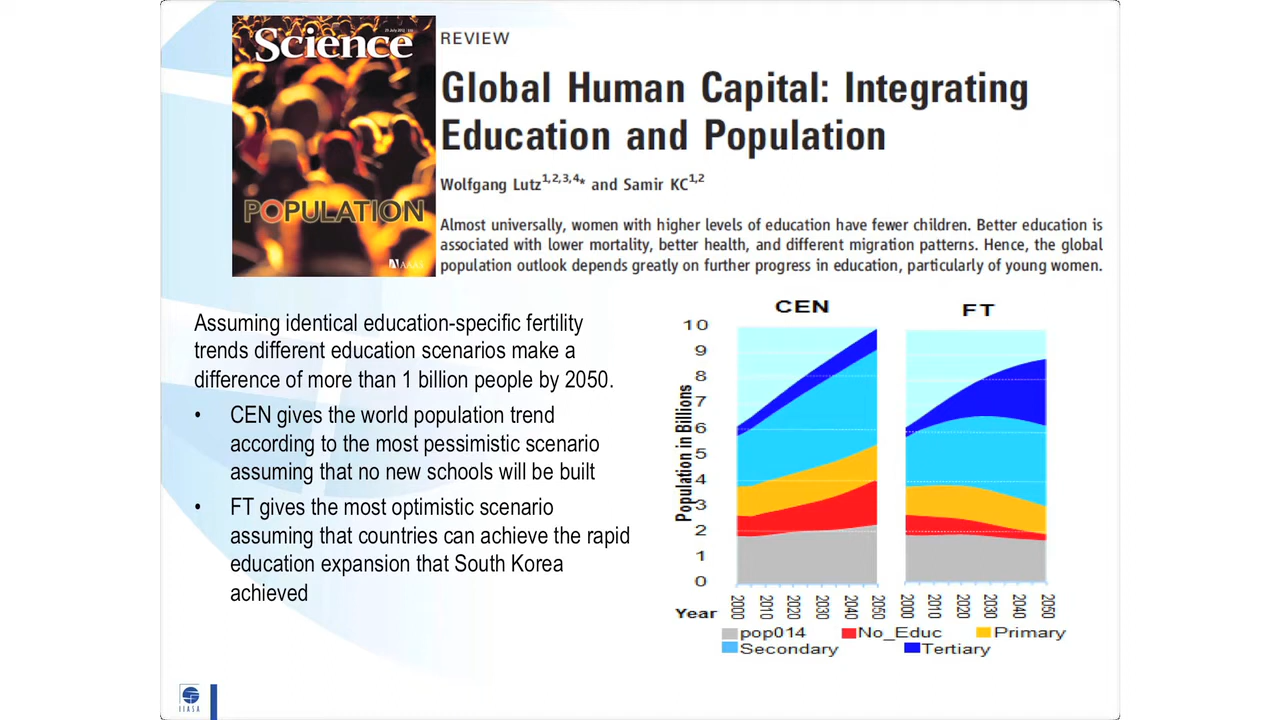 Science
POPULATION
AAAS
REVIEW
Global Human Capital: Integrating
Education and Population
Wolfgang Lutz1,2,3,4* and Samir KC1,2
Almost universally, women with higher levels of education have fewer children. Better education is
associated with lower mortality, better health, and different migration patterns. Hence, the global
population outlook depends greatly on further progress in education, particularly of young women.
Assuming identical education-specific fertility
trends different education scenarios make a
difference of more than 1 billion people by 2050.
• CEN gives the world population trend
according to the most pessimistic scenario
assuming that no new schools will be built
• FT gives the most optimistic scenario
assuming that countries can achieve the rapid
education expansion that South Korea
achieved
CEN
FT
Population in Billions
10
9
8
7
6
5
4
3
2
1
0
Year
2000 2010 2020 2030 2040 2050
2000 2010 2020 2030 2040 2050
pop014 No_Educ Primary
Secondary Tertiary
IIASA